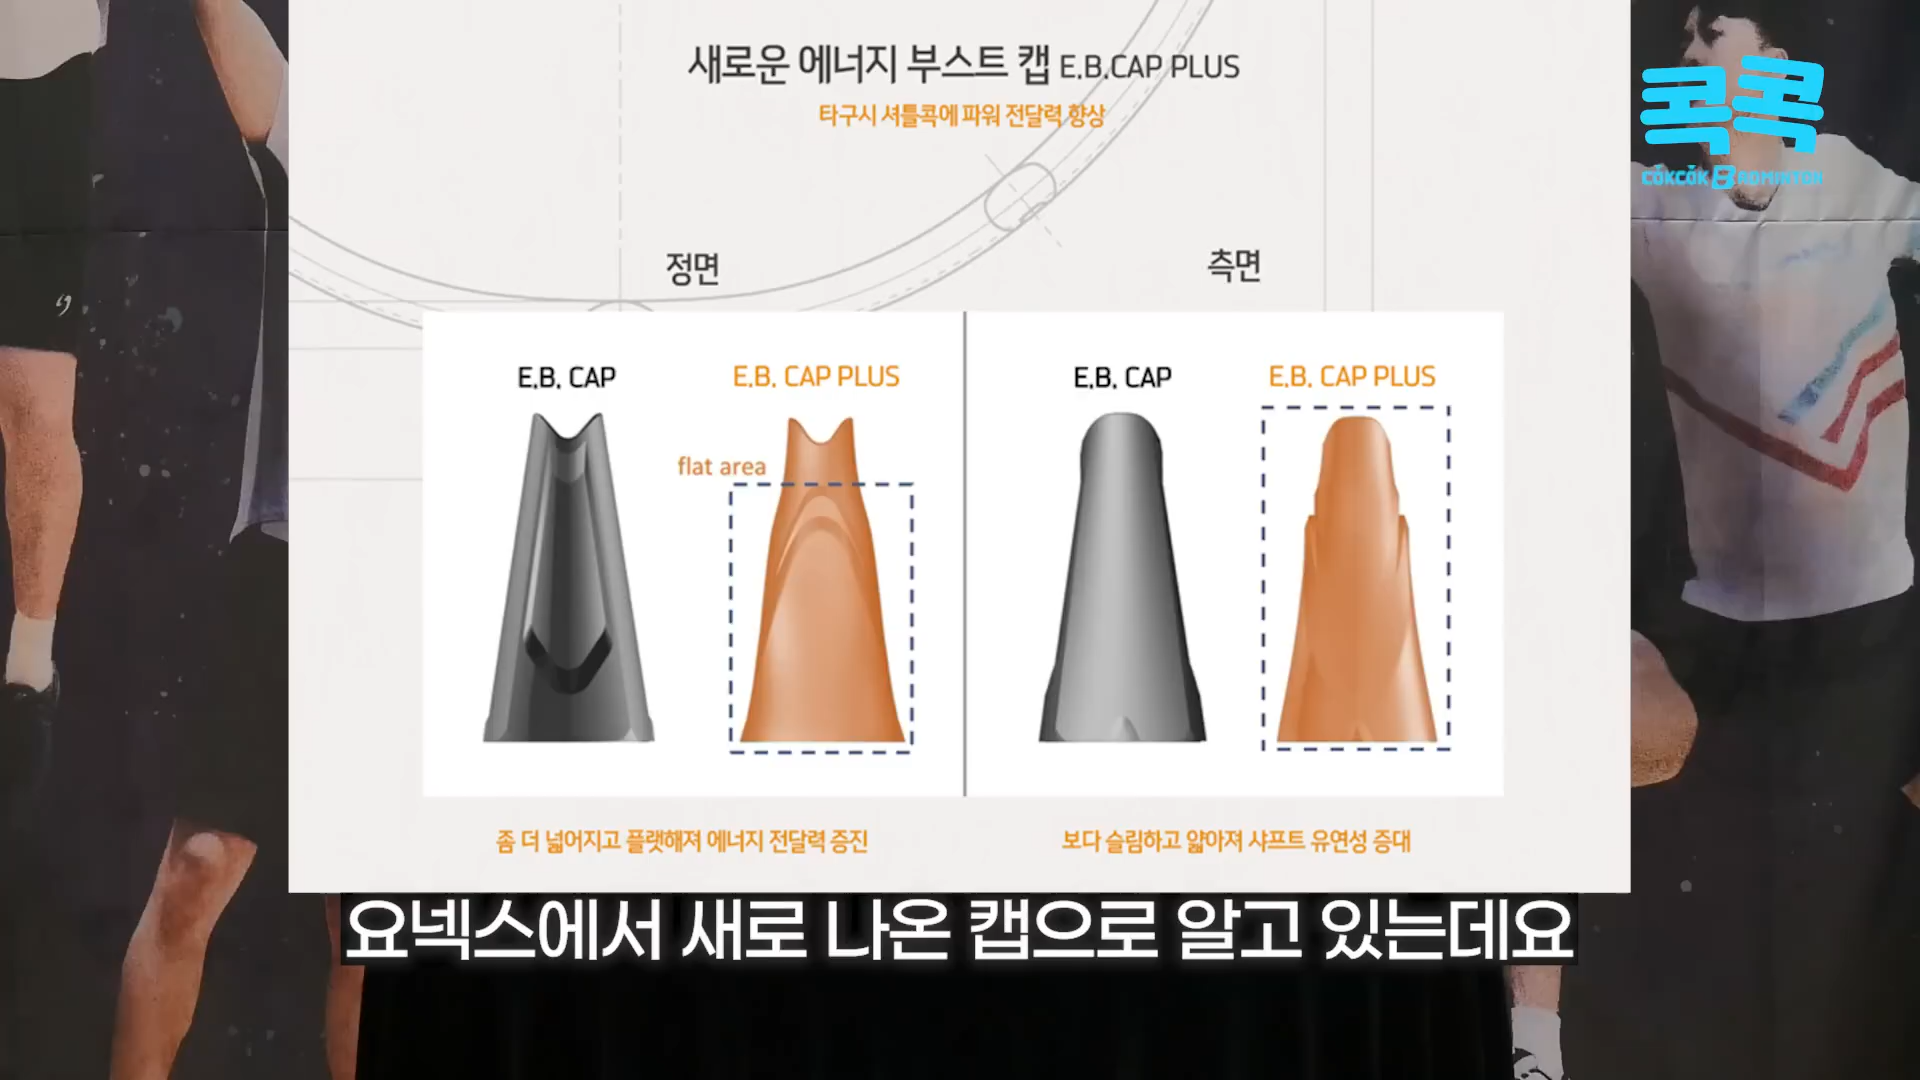 새로운 에너지 부스트 캡 E.B.CAP PLUS
타구시 셔틀콕에 파워 전달력 향상
콕콕
COKCOK BADMINTON
정면
측면
E.B. CAP
E.B. CAP PLUS
flat area
E.B. CAP
E.B. CAP PLUS
좀 더 넓어지고 플랫해져 에너지 전달력 증진
보다 슬림하고 얇아져 샤프트 유연성 증대
요넥스에서 새로 나온 캡으로 알고 있는데요